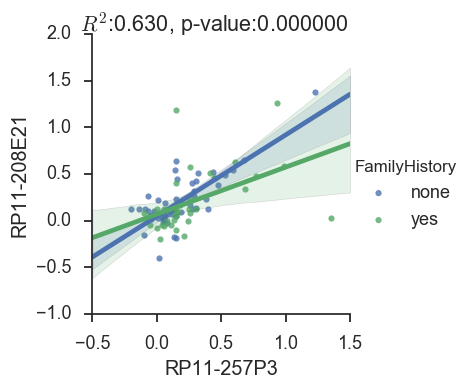 R²:0.630, p-value:0.000000
2.0
1.5
1.0
0.5
0.0
−0.5
−1.0
RP11-208E21
−0.5 0.0 0.5 1.0 1.5
RP11-257P3
FamilyHistory
none
yes